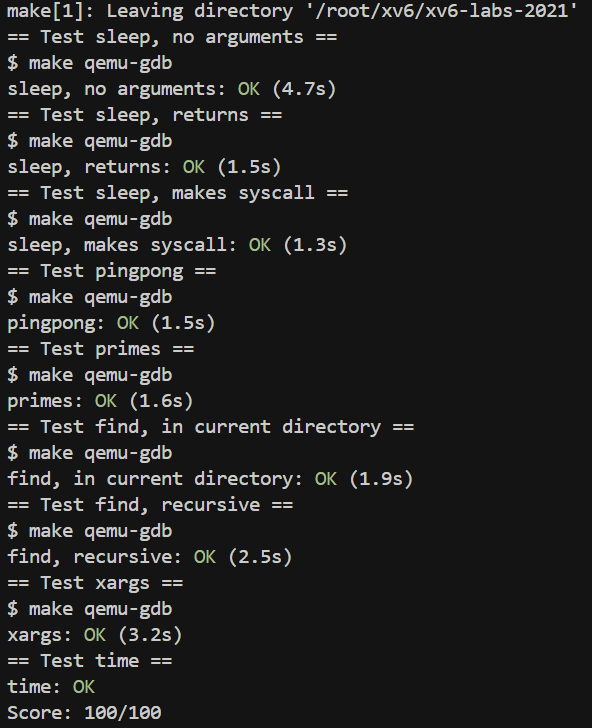 make[1]: Leaving directory '/root/xv6/xv6-labs-2021'
== Test sleep, no arguments ==
$ make qemu-gdb
sleep, no arguments: OK (4.7s)
== Test sleep, returns ==
$ make qemu-gdb
sleep, returns: OK (1.5s)
== Test sleep, makes syscall ==
$ make qemu-gdb
sleep, makes syscall: OK (1.3s)
== Test pingpong ==
$ make qemu-gdb
pingpong: OK (1.5s)
== Test primes ==
$ make qemu-gdb
primes: OK (1.6s)
== Test find, in current directory ==
$ make qemu-gdb
find, in current directory: OK (1.9s)
== Test find, recursive ==
$ make qemu-gdb
find, recursive: OK (2.5s)
== Test xargs ==
$ make qemu-gdb
xargs: OK (3.2s)
== Test time ==
time: OK
Score: 100/100